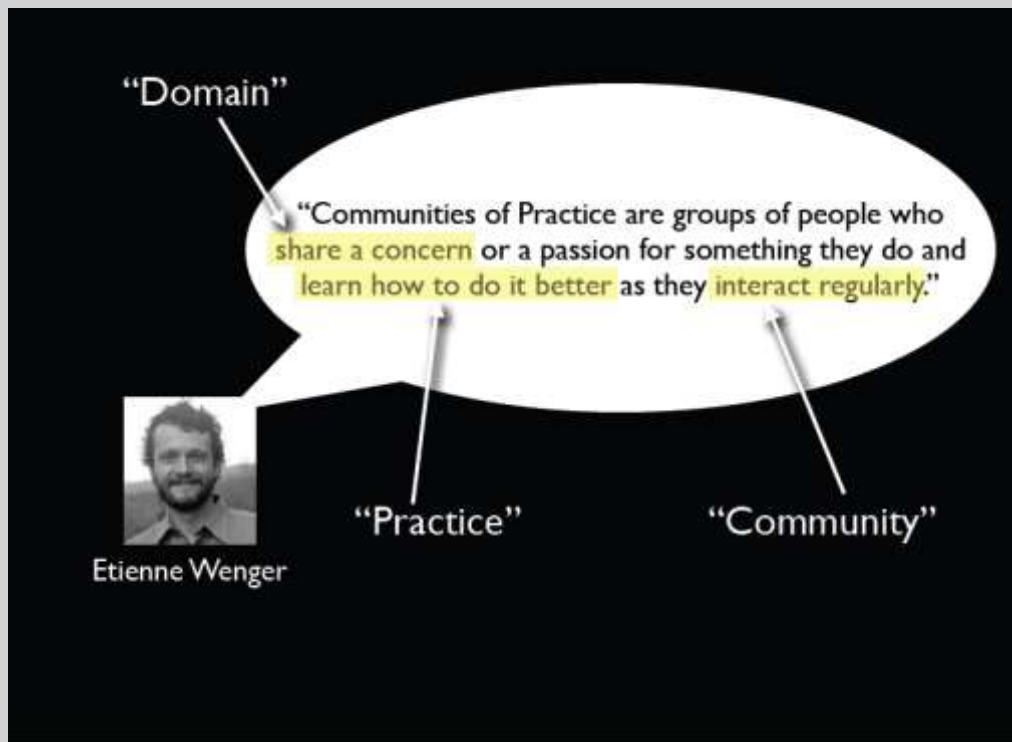 “Domain”
“Communities of Practice are groups of people who
share a concern or a passion for something they do and
learn how to do it better as they interact regularly.”
“Practice”
“Community”
Etienne Wenger